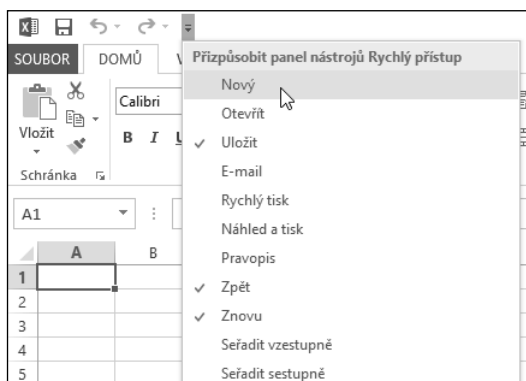 SOUBOR DOMŮ V
Přizpůsobit panel nástrojů Rychlý přístup
Nový
Otevřít
Uložit
E-mail
Rychlý tisk
Náhled a tisk
Pravopis
Zpět
Znovu
Seřadit vzestupně
Seřadit sestupně
Vložit
Calibri
B I U
Schránka
A1
A B
1
2
3
4
5